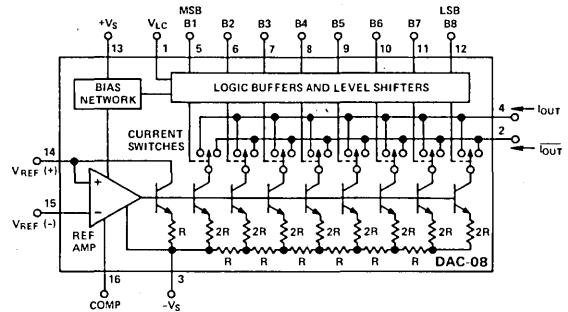 MSB LSB
+VS VLC B1 B2 B3 B4 B5 B6 B7 B8
13 1 5 6 7 8 9 10 11 12
BIAS NETWORK
LOGIC BUFFERS AND LEVEL SHIFTERS
4 IOUT
2
IOUT
CURRENT SWITCHES
14
VREF (+)
+
15
VREF (-)
−
REF AMP
R 2R 2R 2R 2R 2R 2R 2R 2R
R R R R R R
DAC-08
16 3
COMP -VS